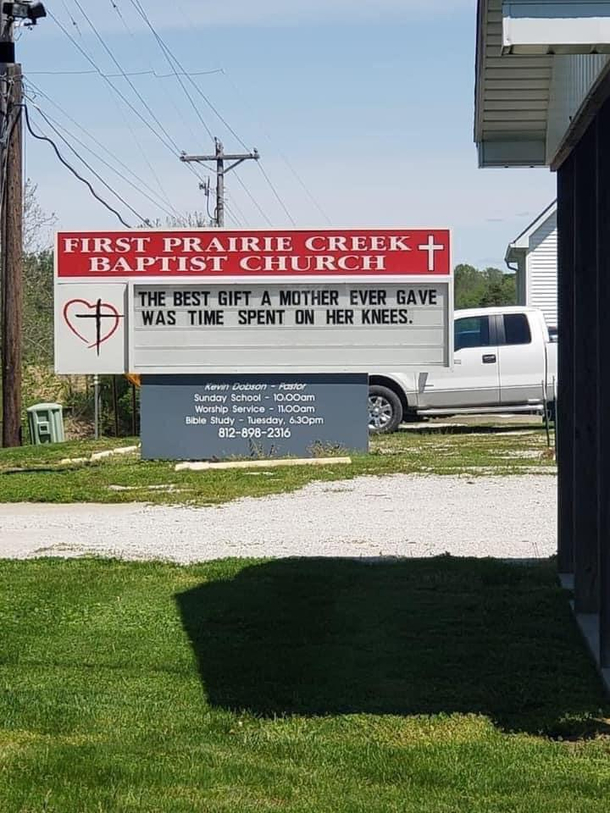 FIRST PRAIRIE CREEK
BAPTIST CHURCH
THE BEST GIFT A MOTHER EVER GAVE
WAS TIME SPENT ON HER KNEES.
Kevin Dobson - Pastor
Sunday School - 10.00am
Worship Service - 11.00am
Bible Study - Tuesday, 6.30pm
812-898-2316